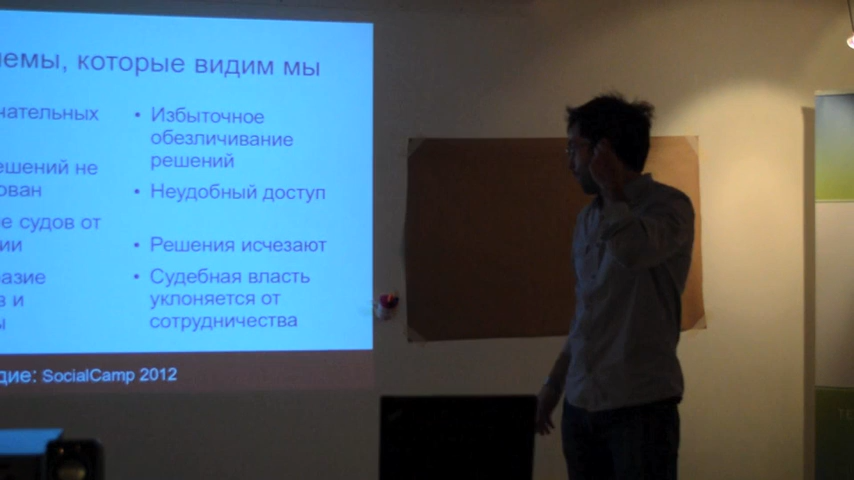 емы, которые видим мы
чательных
ешений не
ован
е судов от
ии
азие
в и
ы
• Избыточное
обезличивание
решений
• Неудобный доступ
• Решения исчезают
• Судебная власть
уклоняется от
сотрудничества
дие: SocialCamp 2012